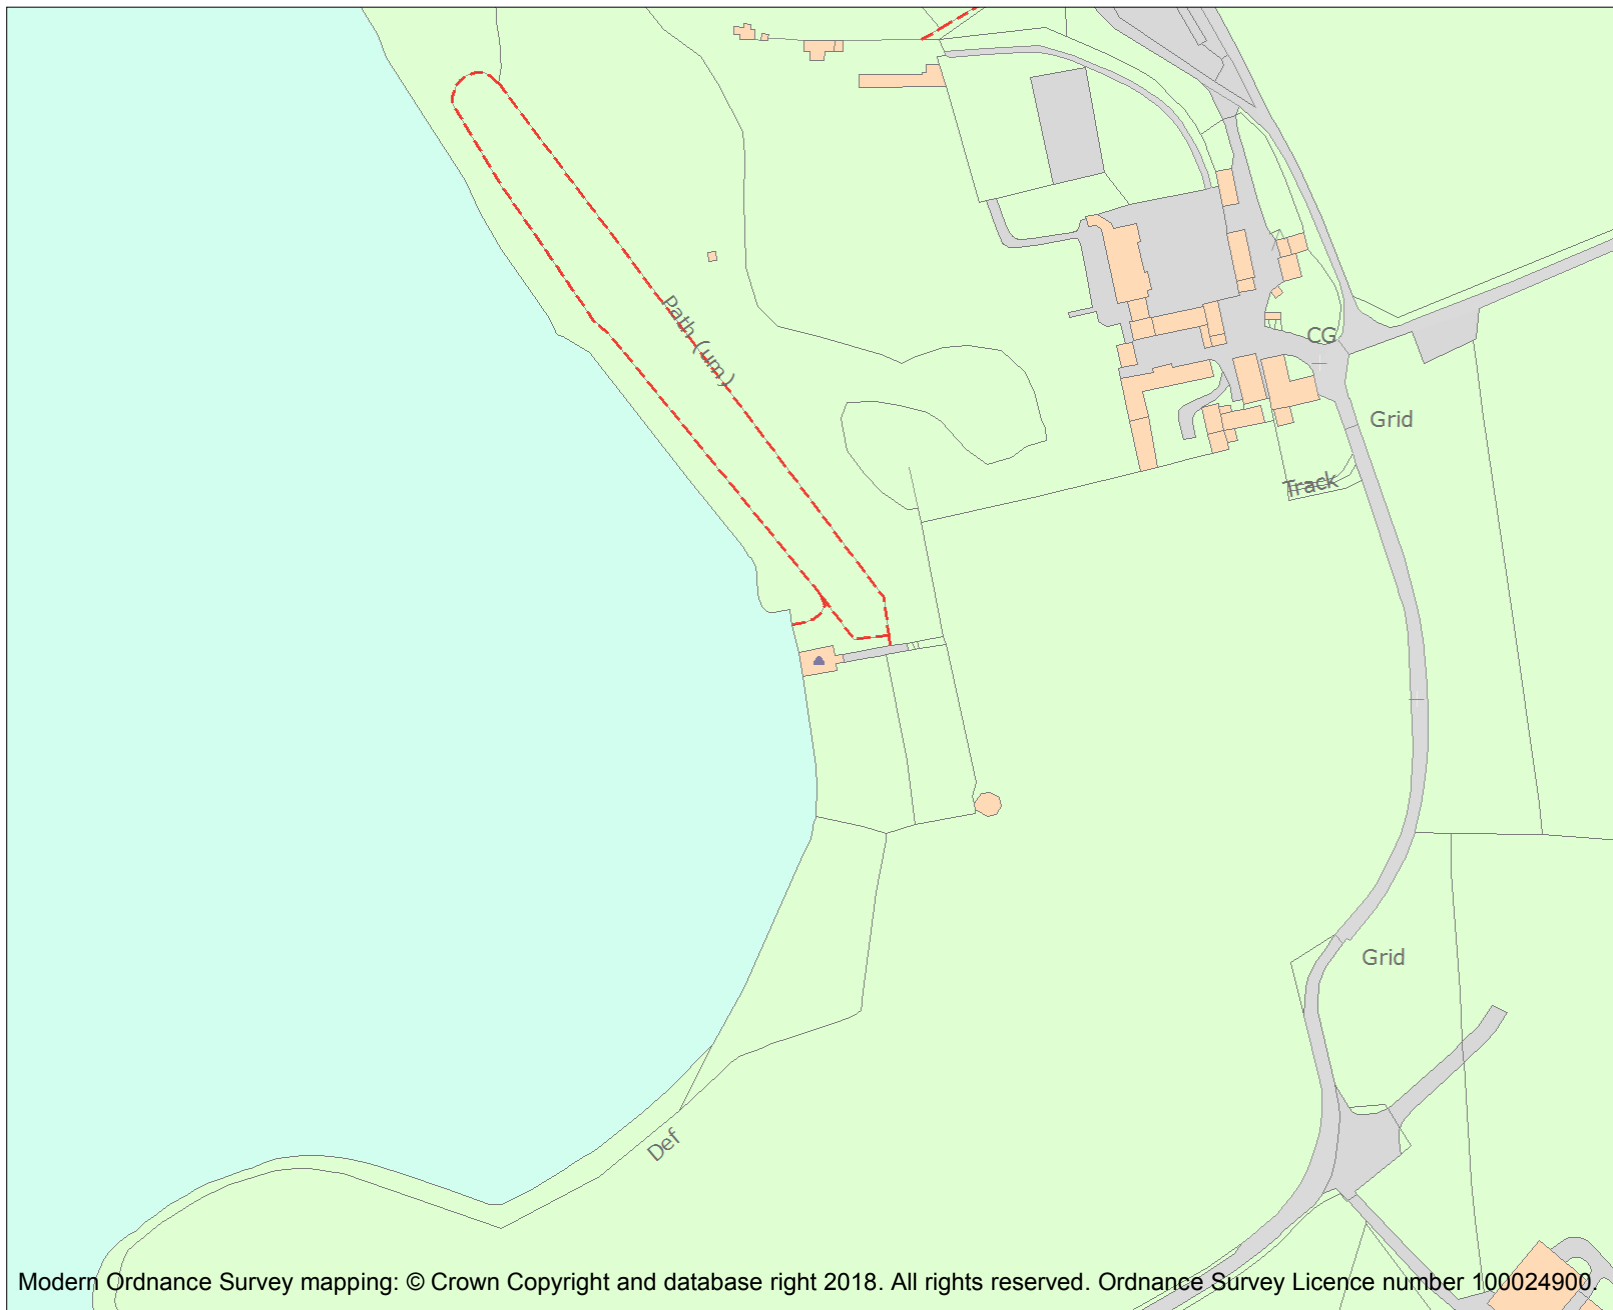 Path (um)
CG
Grid
Track
Grid
Def
Modern Ordnance Survey mapping: © Crown Copyright and database right 2018. All rights reserved. Ordnance Survey Licence number 100024900.